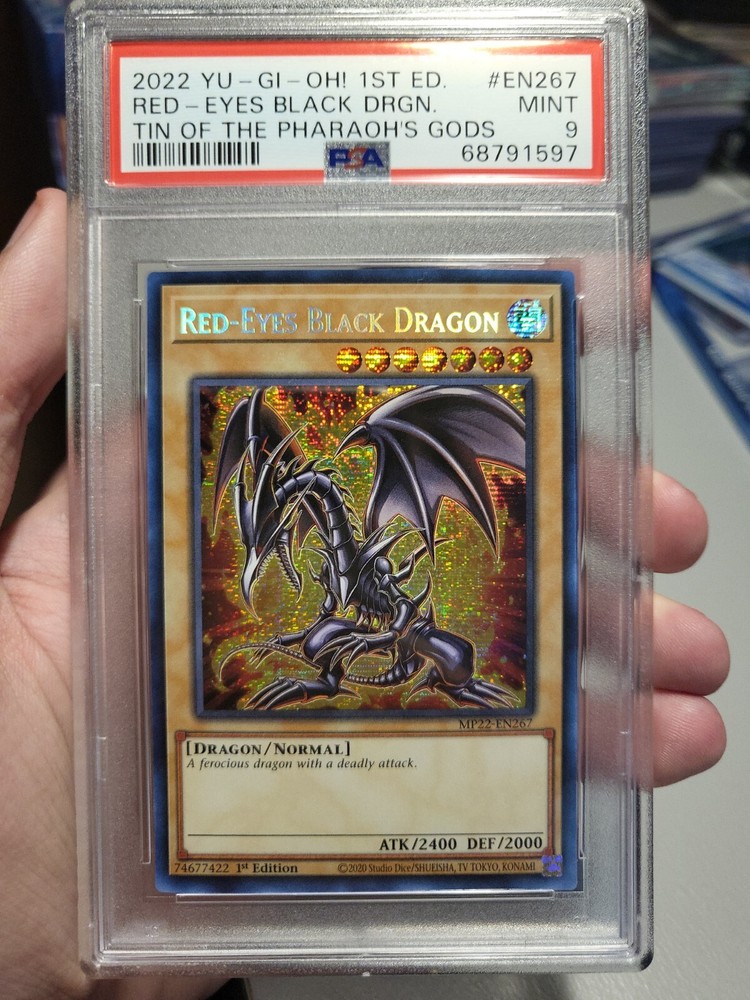 2022 YU-GI-OH! 1ST ED. #EN267
RED-EYES BLACK DRGN. MINT
TIN OF THE PHARAOH'S GODS 9
PSA 68791597
RED-EYES BLACK DRAGON
MP22-EN267
[DRAGON/NORMAL]
A ferocious dragon with a deadly attack.
ATK/2400 DEF/2000
74677422 1st Edition ©2020 Studio Dice/SHUEISHA, TV TOKYO, KONAMI